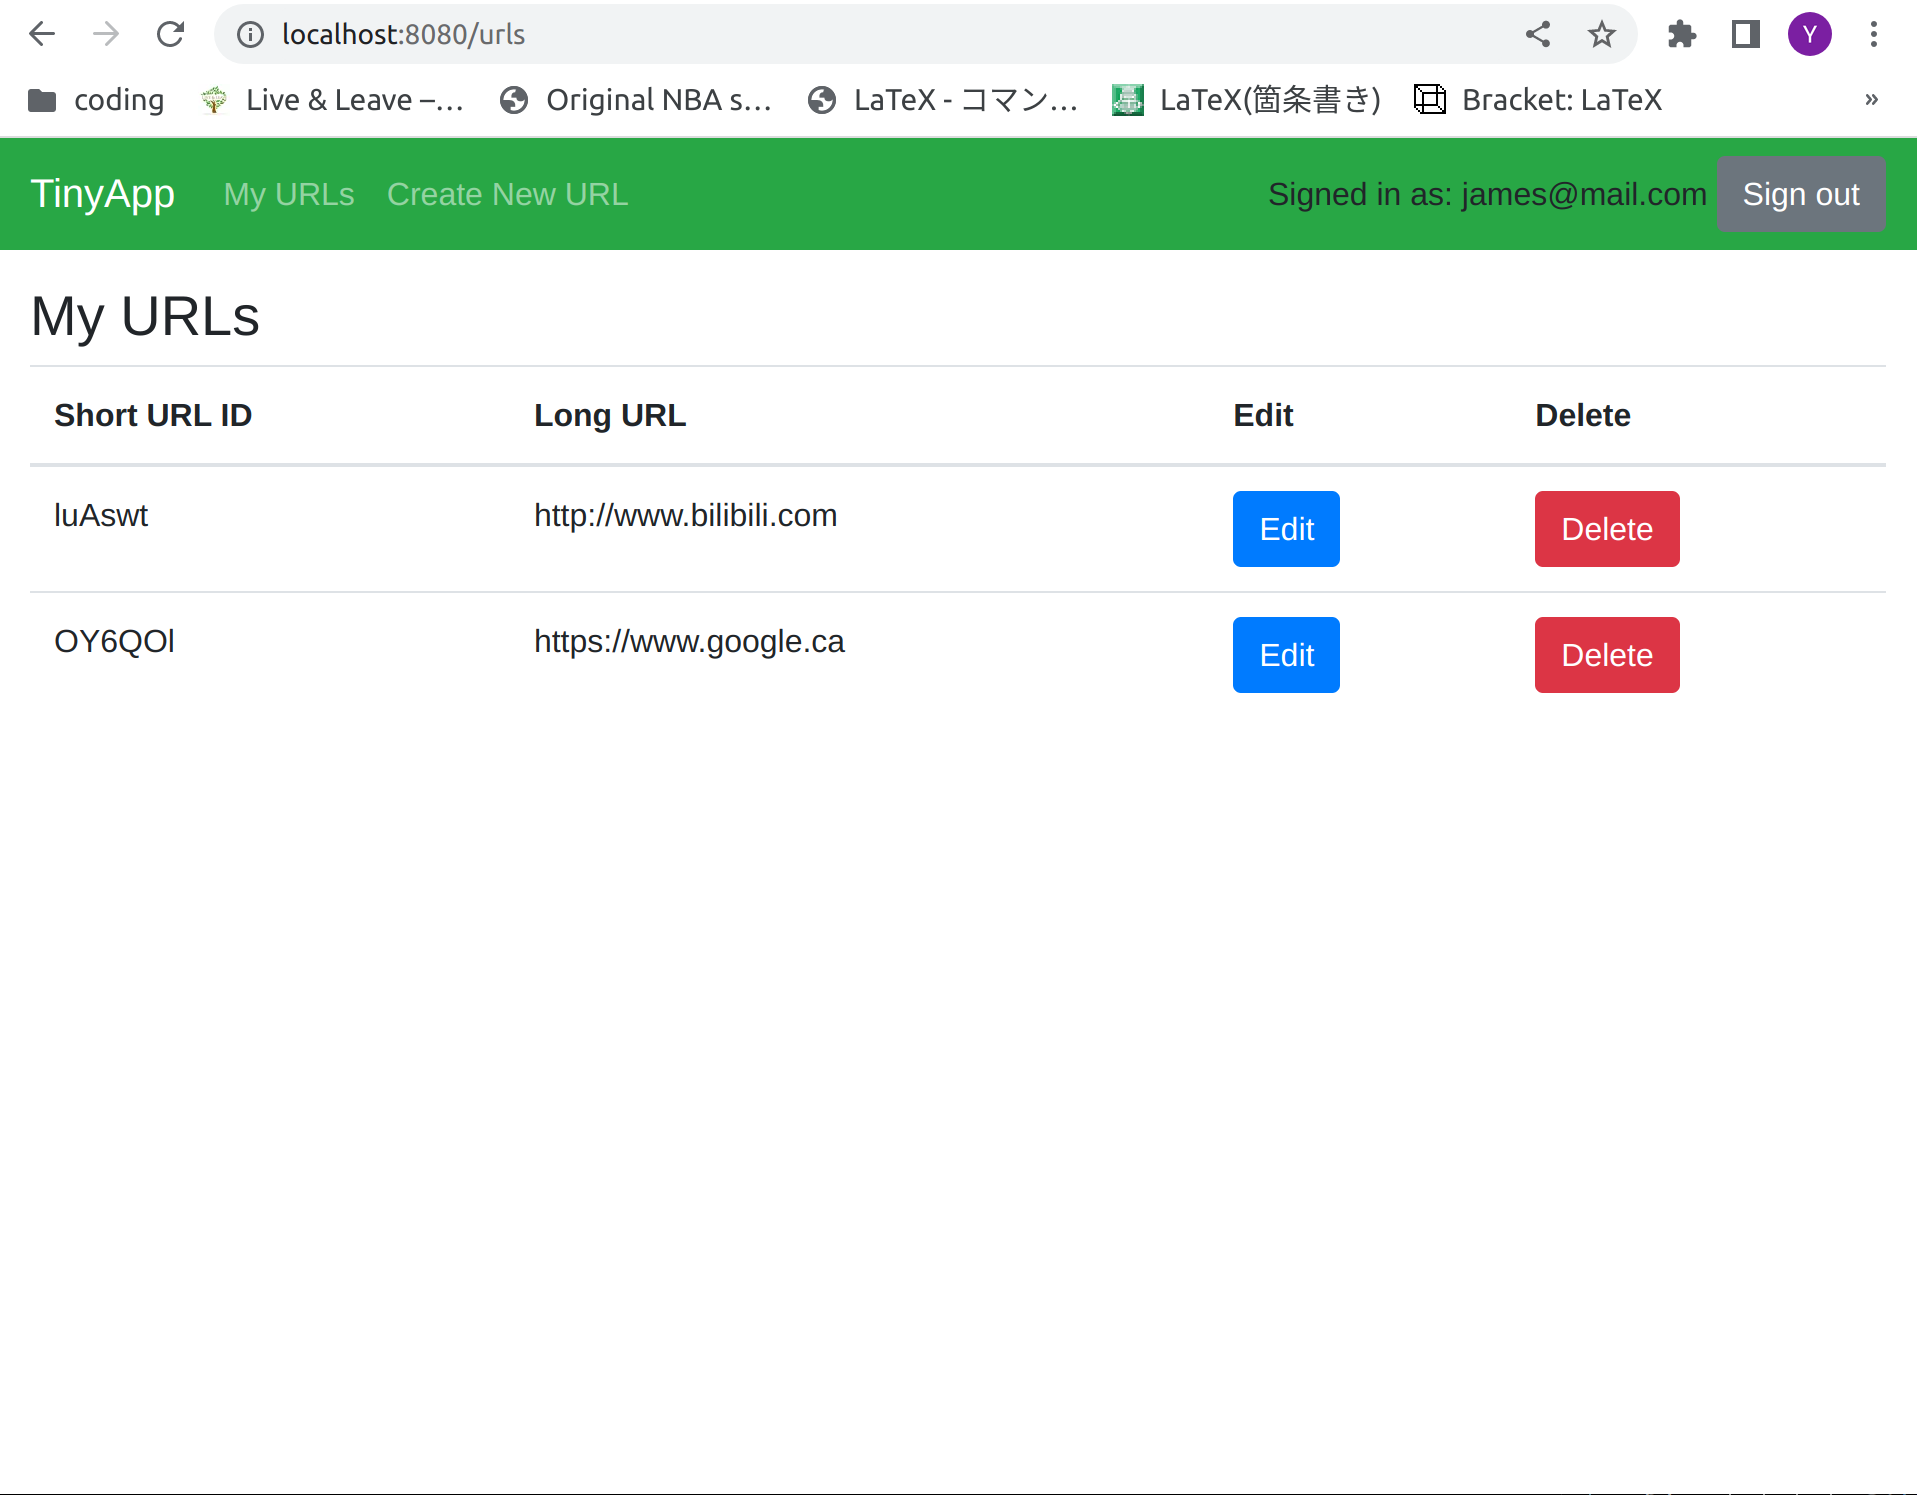 localhost:8080/urls
Y
coding Live & Leave –... Original NBA s... LaTeX - コマン... LaTeX(箇条書き) Bracket: LaTeX »
TinyApp My URLs Create New URL Signed in as: james@mail.com Sign out
My URLs
Short URL ID Long URL Edit Delete
luAswt http://www.bilibili.com Edit Delete
OY6QOl https://www.google.ca Edit Delete